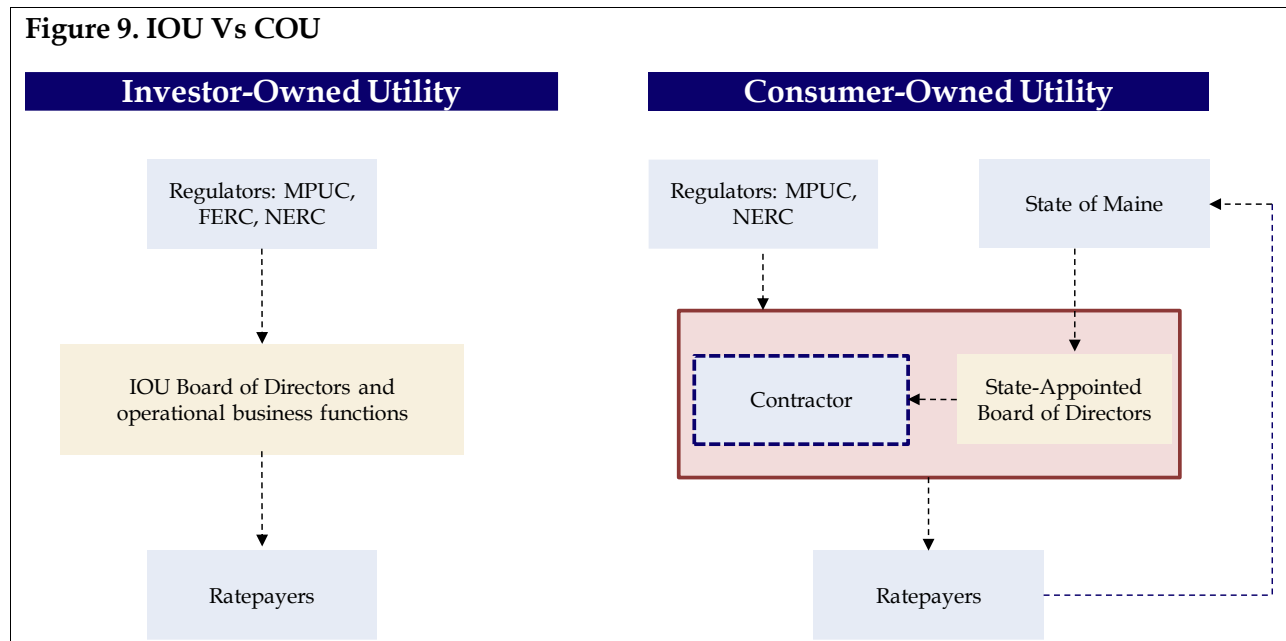 Figure 9. IOU Vs COU
Investor-Owned Utility
Regulators: MPUC,
FERC, NERC
IOU Board of Directors and
operational business functions
Ratepayers
Consumer-Owned Utility
Regulators: MPUC,
NERC
State of Maine
Contractor
State-Appointed
Board of Directors
Ratepayers